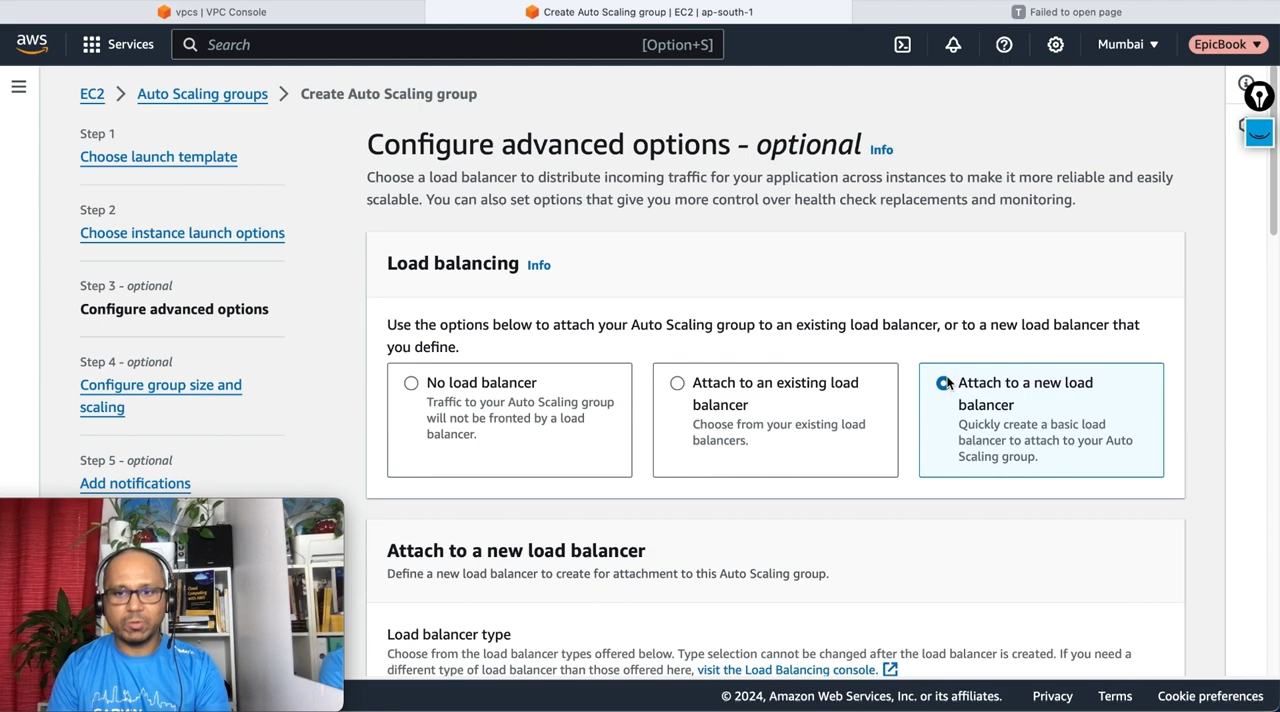 vpcs | VPC Console
Create Auto Scaling group | EC2 | ap-south-1
T Failed to open page
aws
Services
Search
[Option+S]
Mumbai
EpicBook
EC2
Auto Scaling groups
Create Auto Scaling group
Step 1
Choose launch template
Step 2
Choose instance launch options
Step 3 - optional
Configure advanced options
Step 4 - optional
Configure group size and
scaling
Step 5 - optional
Add notifications
Configure advanced options - optional Info
Choose a load balancer to distribute incoming traffic for your application across instances to make it more reliable and easily
scalable. You can also set options that give you more control over health check replacements and monitoring.
Load balancing Info
Use the options below to attach your Auto Scaling group to an existing load balancer, or to a new load balancer that
you define.
No load balancer
Traffic to your Auto Scaling group
will not be fronted by a load
balancer.
Attach to an existing load
balancer
Choose from your existing load
balancers.
Attach to a new load
balancer
Quickly create a basic load
balancer to attach to your Auto
Scaling group.
Attach to a new load balancer
Define a new load balancer to create for attachment to this Auto Scaling group.
Load balancer type
Choose from the load balancer types offered below. Type selection cannot be changed after the load balancer is created. If you need a
different type of load balancer than those offered here, visit the Load Balancing console.
© 2024, Amazon Web Services, Inc. or its affiliates.
Privacy
Terms
Cookie preferences